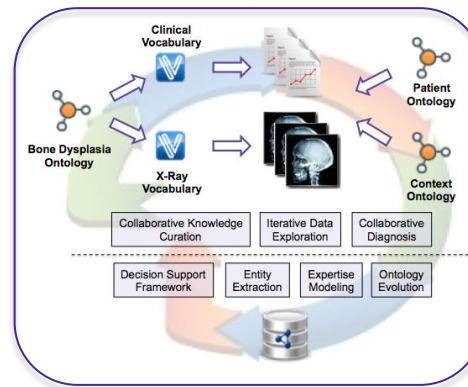 Clinical
Vocabulary
Patient
Ontology
Bone Dysplasia
Ontology
X-Ray
Vocabulary
Context
Ontology
Collaborative Knowledge
Curation
Iterative Data
Exploration
Collaborative
Diagnosis
Decision Support
Framework
Entity
Extraction
Expertise
Modeling
Ontology
Evolution